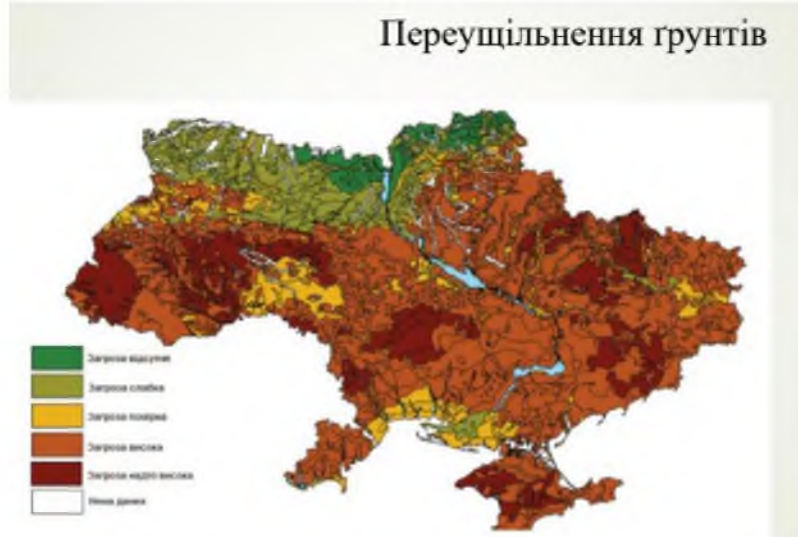 Переущільнення ґрунтів
Загроза відсутня
Загроза слабка
Загроза помірна
Загроза висока
Загроза надто висока
Немає даних